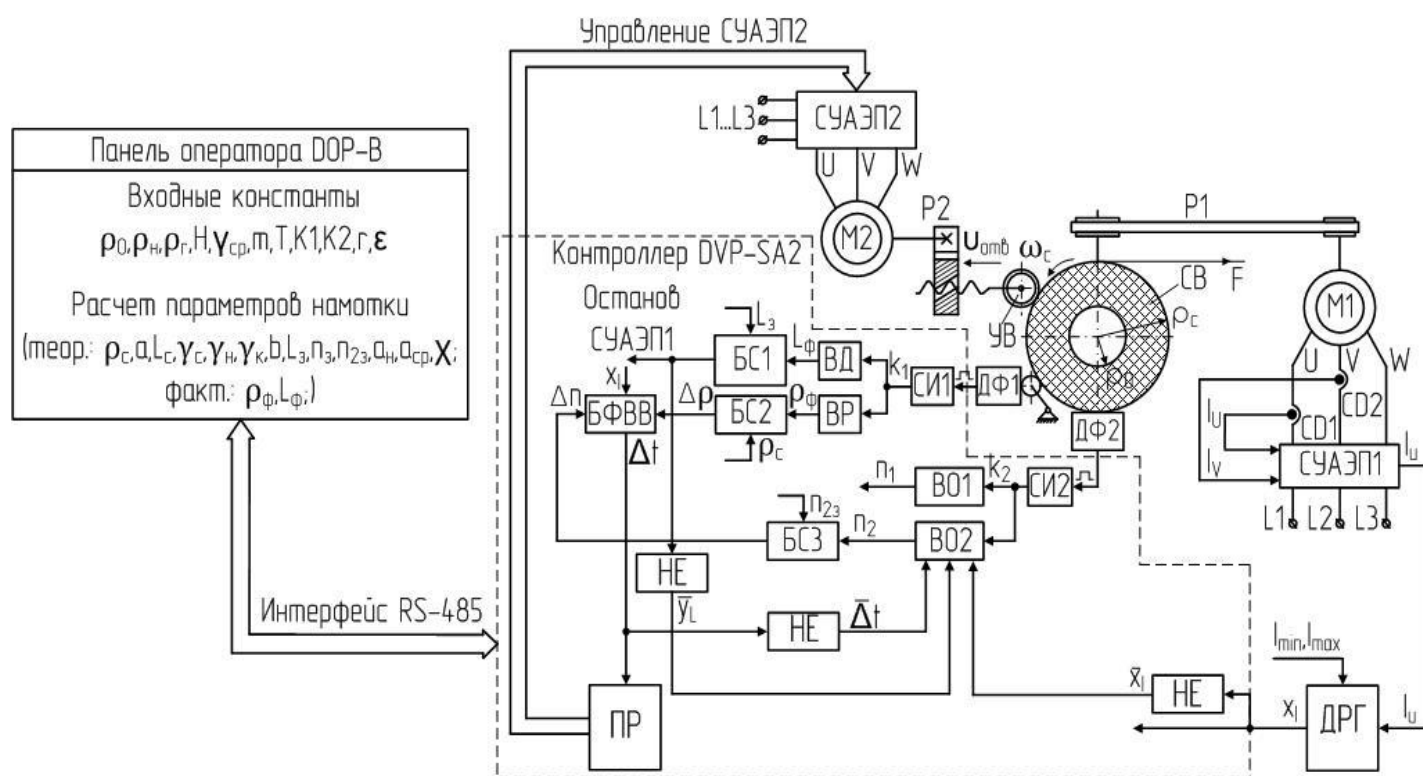 Управление СУАЭП2
L1...L3
СУАЭП2
U V W
Панель оператора DOP-B
Входные константы
ρ₀,ρн,ργ,H,γср,m,T,K1,K2,r,ε
Расчет параметров намотки
(теор.: ρс,a,Lс,γс,γн,γк,b,Lз,nз,n2з,aн,aср,χ;
факт.: ρф,Lф;)
M2
P2
υотв
ωс
P1
F
СВ
ρс
ρ₀
УВ
M1
U V W
CD1
CD2
Iu
Iv
СУАЭП1
Iu
L1 L2 L3
Контроллер DVP-SA2
Останов
СУАЭП1
Lз
БС1
Lф
ВД
k₁
СИ1
ДФ1
xI
Δn
БФВВ
Δρ
БС2
ρф
ВР
ρс
Δt
ДФ2
n₁
ВО1
k₂
СИ2
n2з
БС3
n₂
ВО2
НЕ
y̅L
НЕ
Δ̅t
Интерфейс RS-485
ПР
x̅I
НЕ
Imin,Imax
xI
ДРГ
Iu